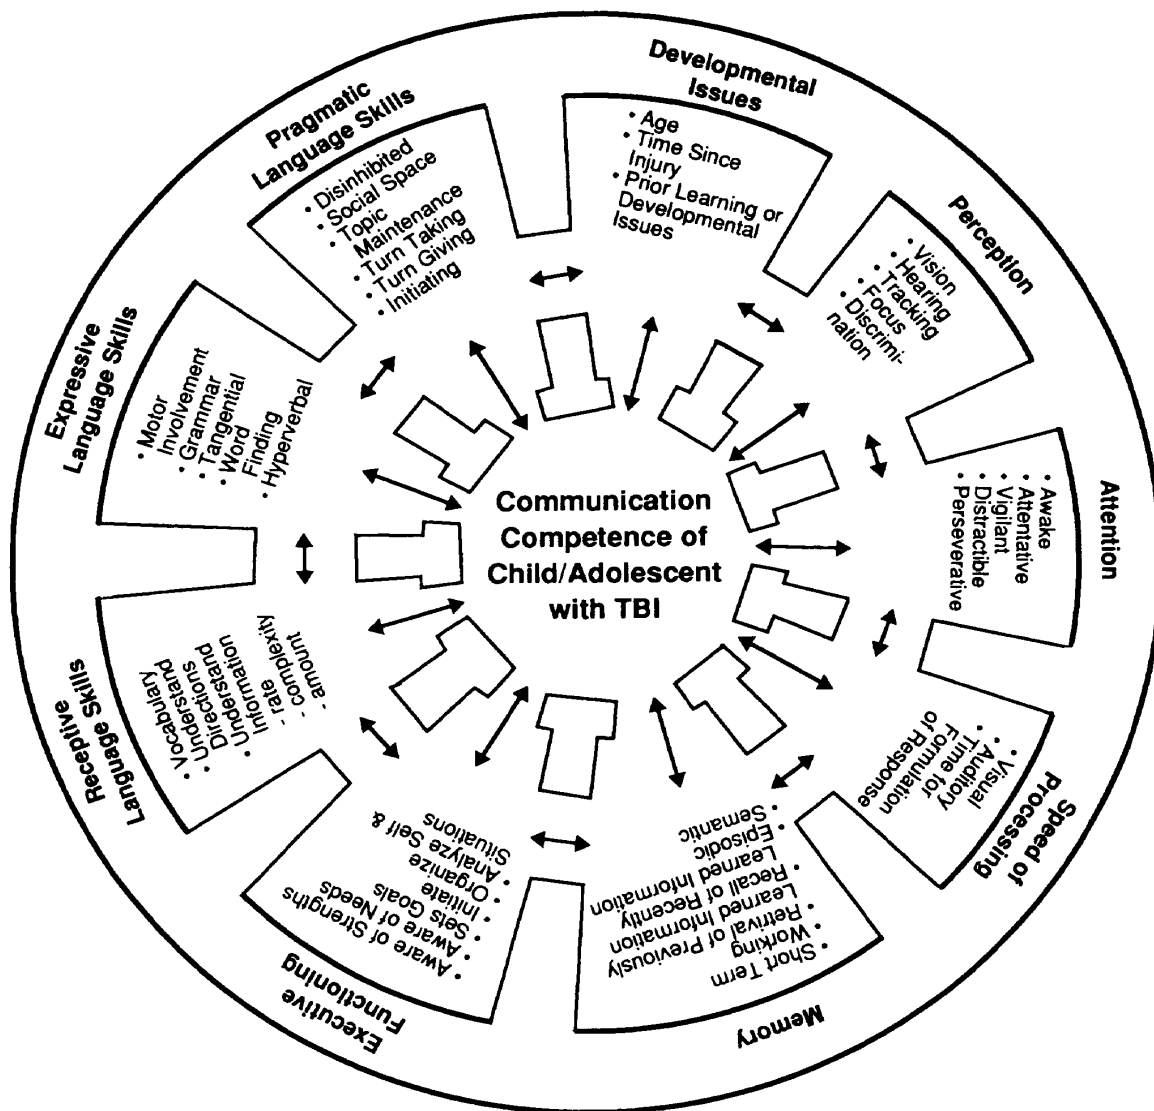 Developmental
Issues
• Age
• Time Since
Injury
• Prior Learning or
Developmental
Issues
Perception
• Vision
• Hearing
• Tracking
• Focus
• Discrimi-
nation
Attention
• Awake
• Attentative
• Vigilant
• Distractible
• Perseverative
Speed of
Processing
• Visual
• Auditory
• Time for
Formulation
of Response
Memory
• Short Term
• Working
• Retrival of Previously
Learned Information
• Recall of Recently
Learned Information
• Episodic
• Semantic
Executive
Functioning
• Aware of Strengths
• Aware of Needs
• Sets Goals
• Initiate
• Organize
• Analyze Self &
Situations
Receptive
Language Skills
• Vocabulary
• Understand
Directions
• Understand
Information
- rate
- complexity
- amount
Expressive
Language Skills
• Motor
Involvement
• Grammar
• Tangential
• Word
Finding
• Hyperverbal
Pragmatic
Language Skills
• Disinhibited
• Social Space
• Topic
Maintenance
• Turn Taking
• Turn Giving
• Initiating
Communication
Competence of
Child/Adolescent
with TBI